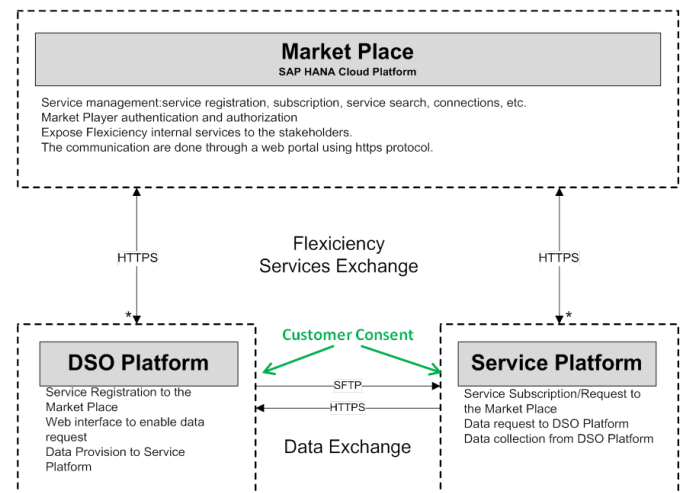 Market Place
SAP HANA Cloud Platform
Service management:service registration, subscription, service search, connections, etc.
Market Player authentication and authorization
Expose Flexiciency internal services to the stakeholders.
The communication are done through a web portal using https protocol.
HTTPS
Flexiciency
Services Exchange
HTTPS
*
*
Customer Consent
DSO Platform
Service Registration to the
Market Place
Web interface to enable data
request
Data Provision to Service
Platform
SFTP
HTTPS
Data Exchange
Service Platform
Service Subscription/Request to
the Market Place
Data request to DSO Platform
Data collection from DSO Platform